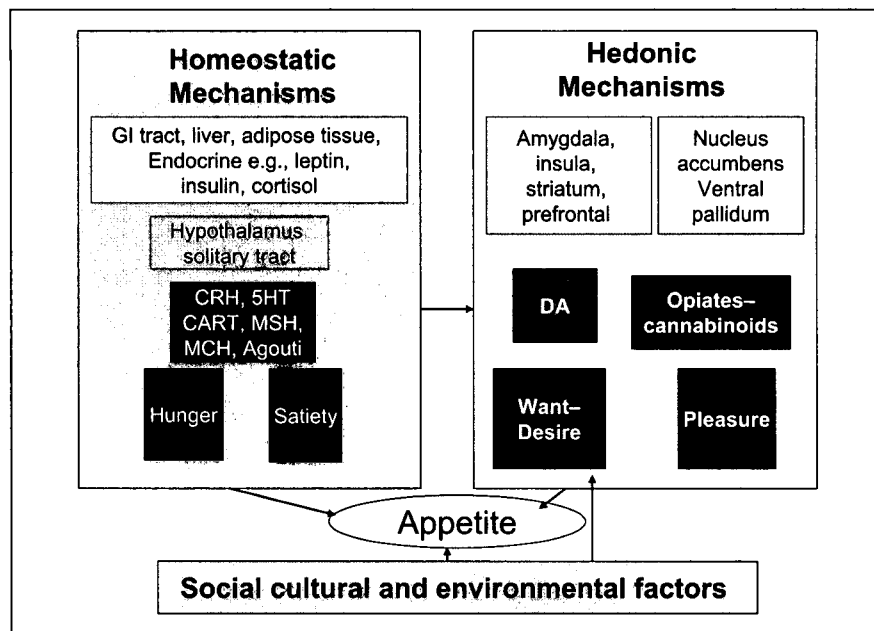 Homeostatic
Mechanisms
GI tract, liver, adipose tissue,
Endocrine e.g., leptin,
insulin, cortisol
Hypothalamus
solitary tract
CRH, 5HT
CART, MSH,
MCH, Agouti
Hunger
Satiety
Hedonic
Mechanisms
Amygdala,
insula,
striatum,
prefrontal
Nucleus
accumbens
Ventral
pallidum
DA
Opiates–
cannabinoids
Want–
Desire
Pleasure
Appetite
Social cultural and environmental factors